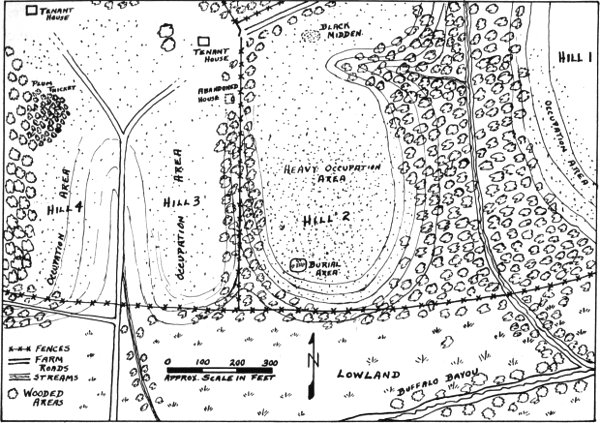 TENANT
HOUSE
TENANT
HOUSE
BLACK
MIDDEN
HILL 1
PLUM
THICKET
ABANDONED
HOUSE
OCCUPATION AREA
HEAVY OCCUPATION
AREA
HILL 4
OCCUPATION AREA
HILL 3
OCCUPATION AREA
HILL 2
BURIAL
AREA
FENCES
FARM
ROADS
STREAMS
WOODED
AREAS
0 100 200 300
APPROX. SCALE IN FEET
N
LOWLAND
BUFFALO BAYOU